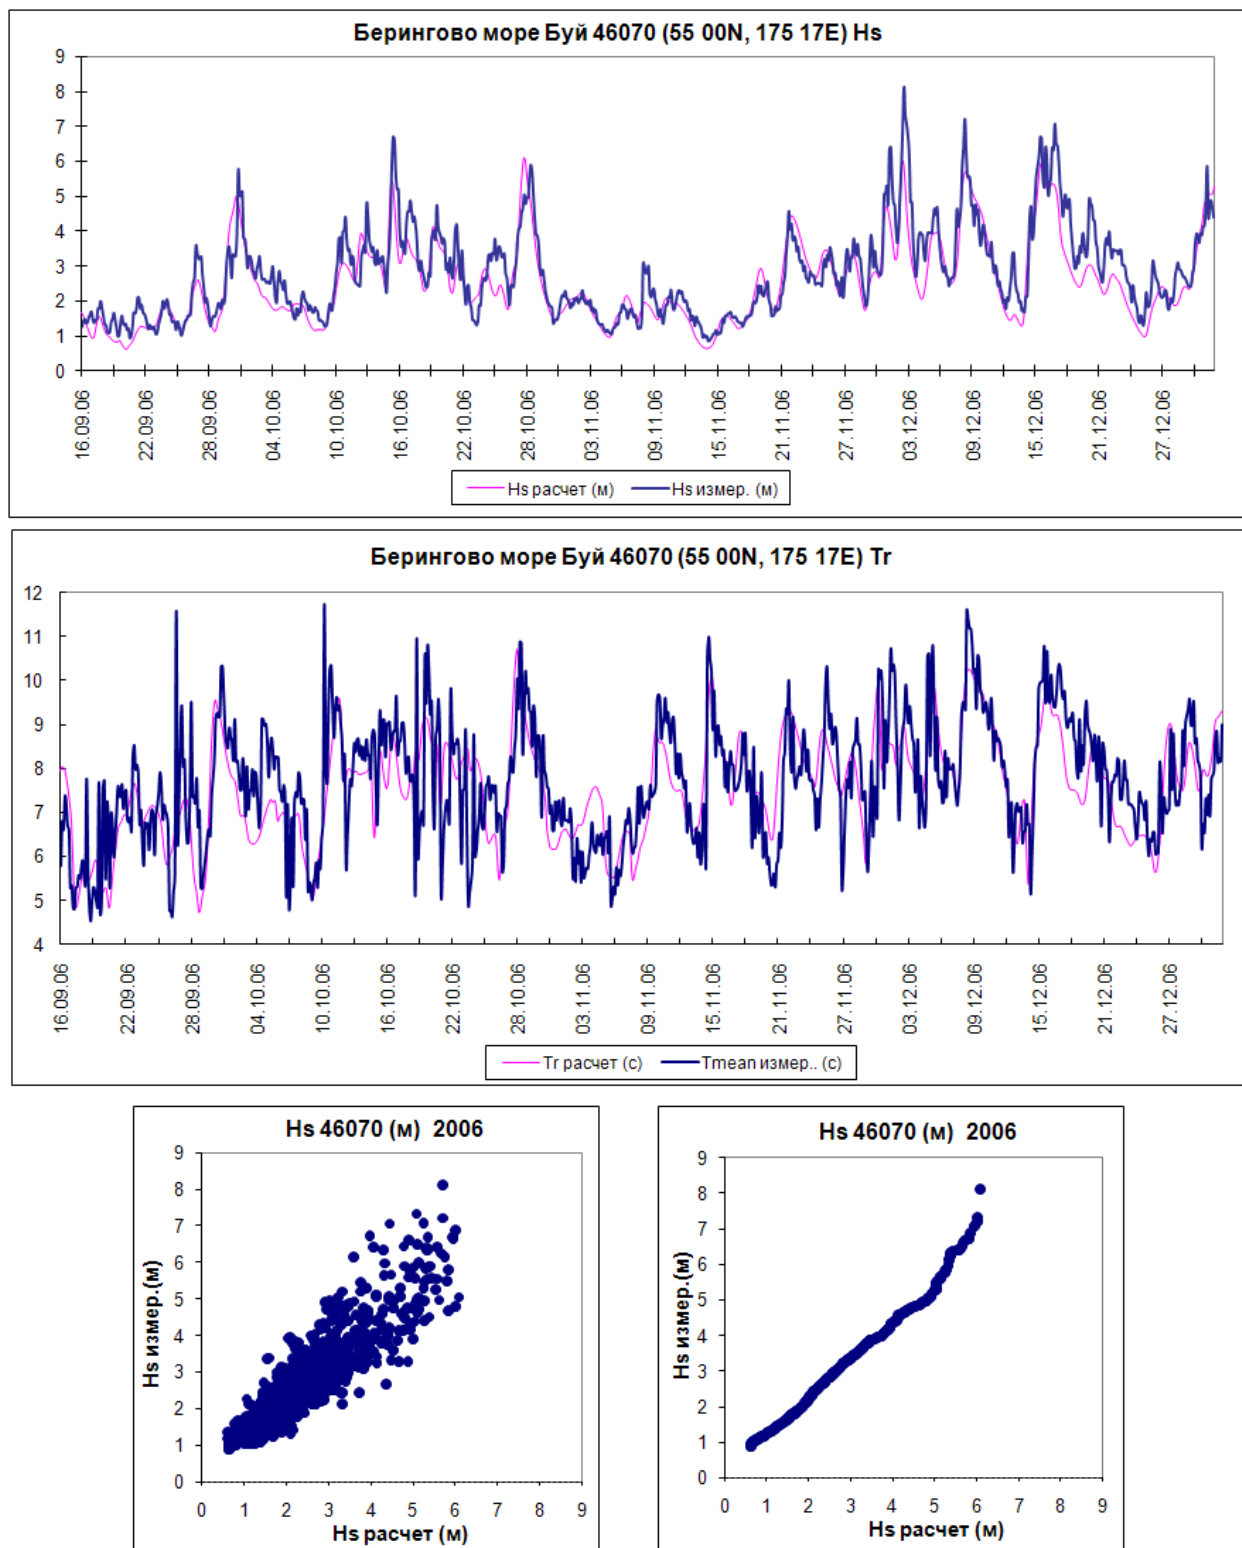 Берингово море Буй 46070 (55 00N, 175 17E) Hs
9
8
7
6
5
4
3
2
1
0
16.09.06 22.09.06 28.09.06 04.10.06 10.10.06 16.10.06 22.10.06 28.10.06 03.11.06 09.11.06 15.11.06 21.11.06 27.11.06 03.12.06 09.12.06 15.12.06 21.12.06 27.12.06
Hs расчет (м) Hs измер. (м)
Берингово море Буй 46070 (55 00N, 175 17E) Tr
12
11
10
9
8
7
6
5
4
16.09.06 22.09.06 28.09.06 04.10.06 10.10.06 16.10.06 22.10.06 28.10.06 03.11.06 09.11.06 15.11.06 21.11.06 27.11.06 03.12.06 09.12.06 15.12.06 21.12.06 27.12.06
Tr расчет (с) Tmean измер.. (с)
Hs 46070 (м) 2006
Hs измер.(м)
9
8
7
6
5
4
3
2
1
0
0 1 2 3 4 5 6 7 8 9
Hs расчет (м)
Hs 46070 (м) 2006
Hs измер.(м)
9
8
7
6
5
4
3
2
1
0
0 1 2 3 4 5 6 7 8 9
Hs расчет (м)